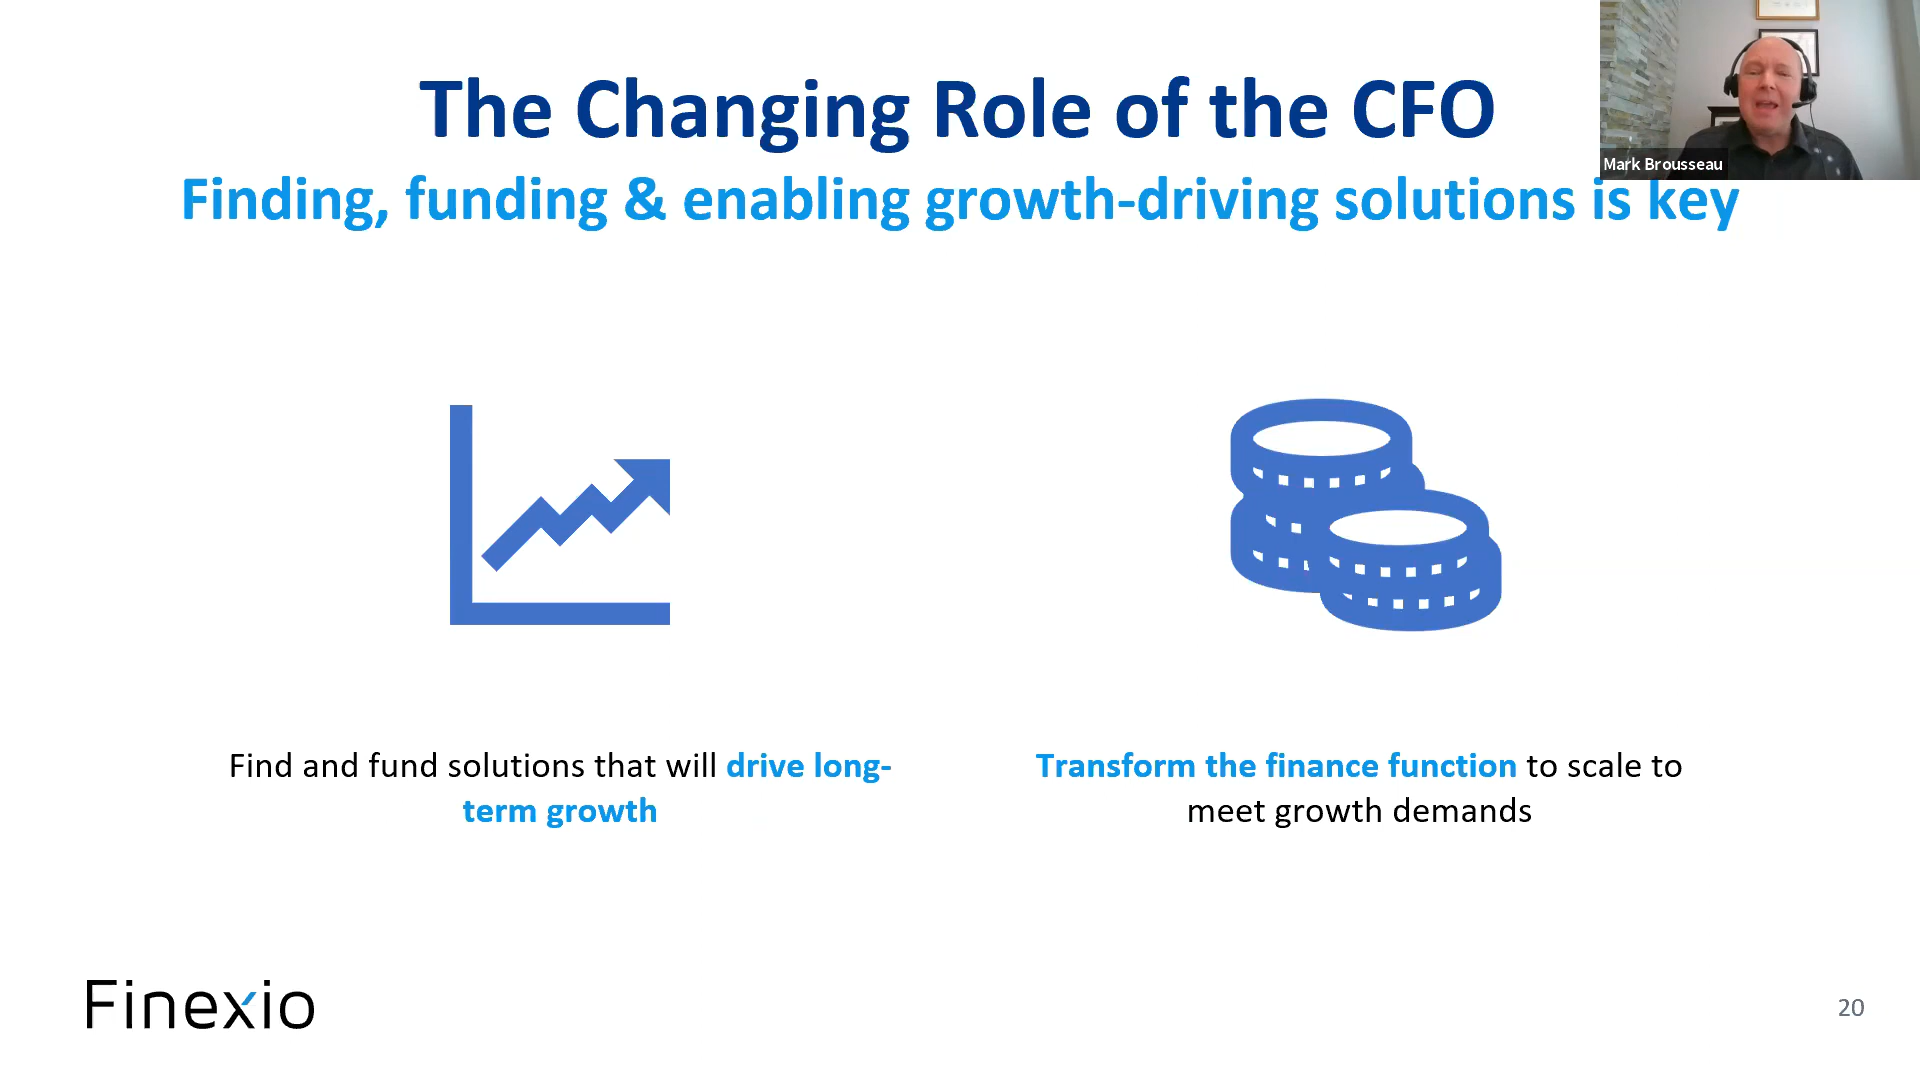 The Changing Role of the CFO
Mark Brousseau
Finding, funding & enabling growth-driving solutions is key
Find and fund solutions that will drive long-
term growth
Transform the finance function to scale to
meet growth demands
Finexio
20